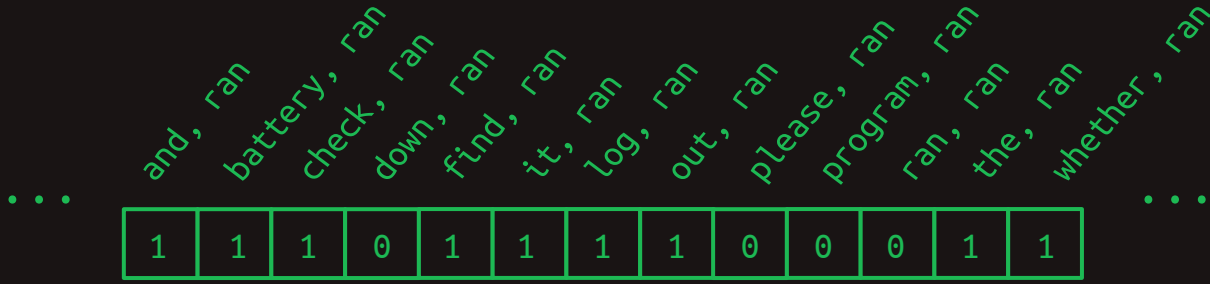 and, ran
battery, ran
check, ran
down, ran
find, ran
it, ran
log, ran
out, ran
please, ran
program, ran
ran, ran
the, ran
whether, ran
... ...
1 1 1 0 1 1 1 1 0 0 0 1 1